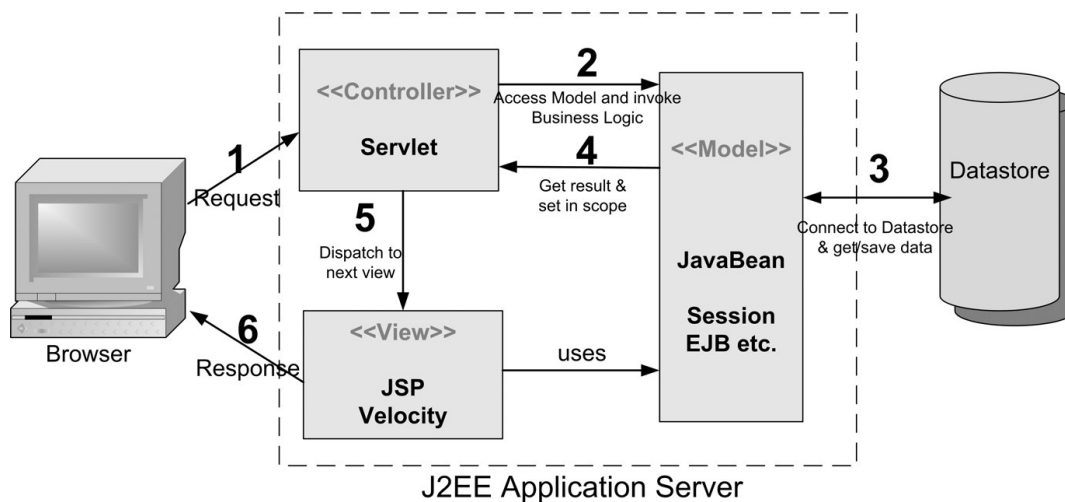 <<Controller>>
Servlet
2
Access Model and invoke
Business Logic
4
Get result &
set in scope
<<Model>>
JavaBean
Session
EJB etc.
3
Connect to Datastore
& get/save data
Datastore
1
Request
Browser
5
Dispatch to
next view
6
Response
<<View>>
JSP
Velocity
uses
J2EE Application Server